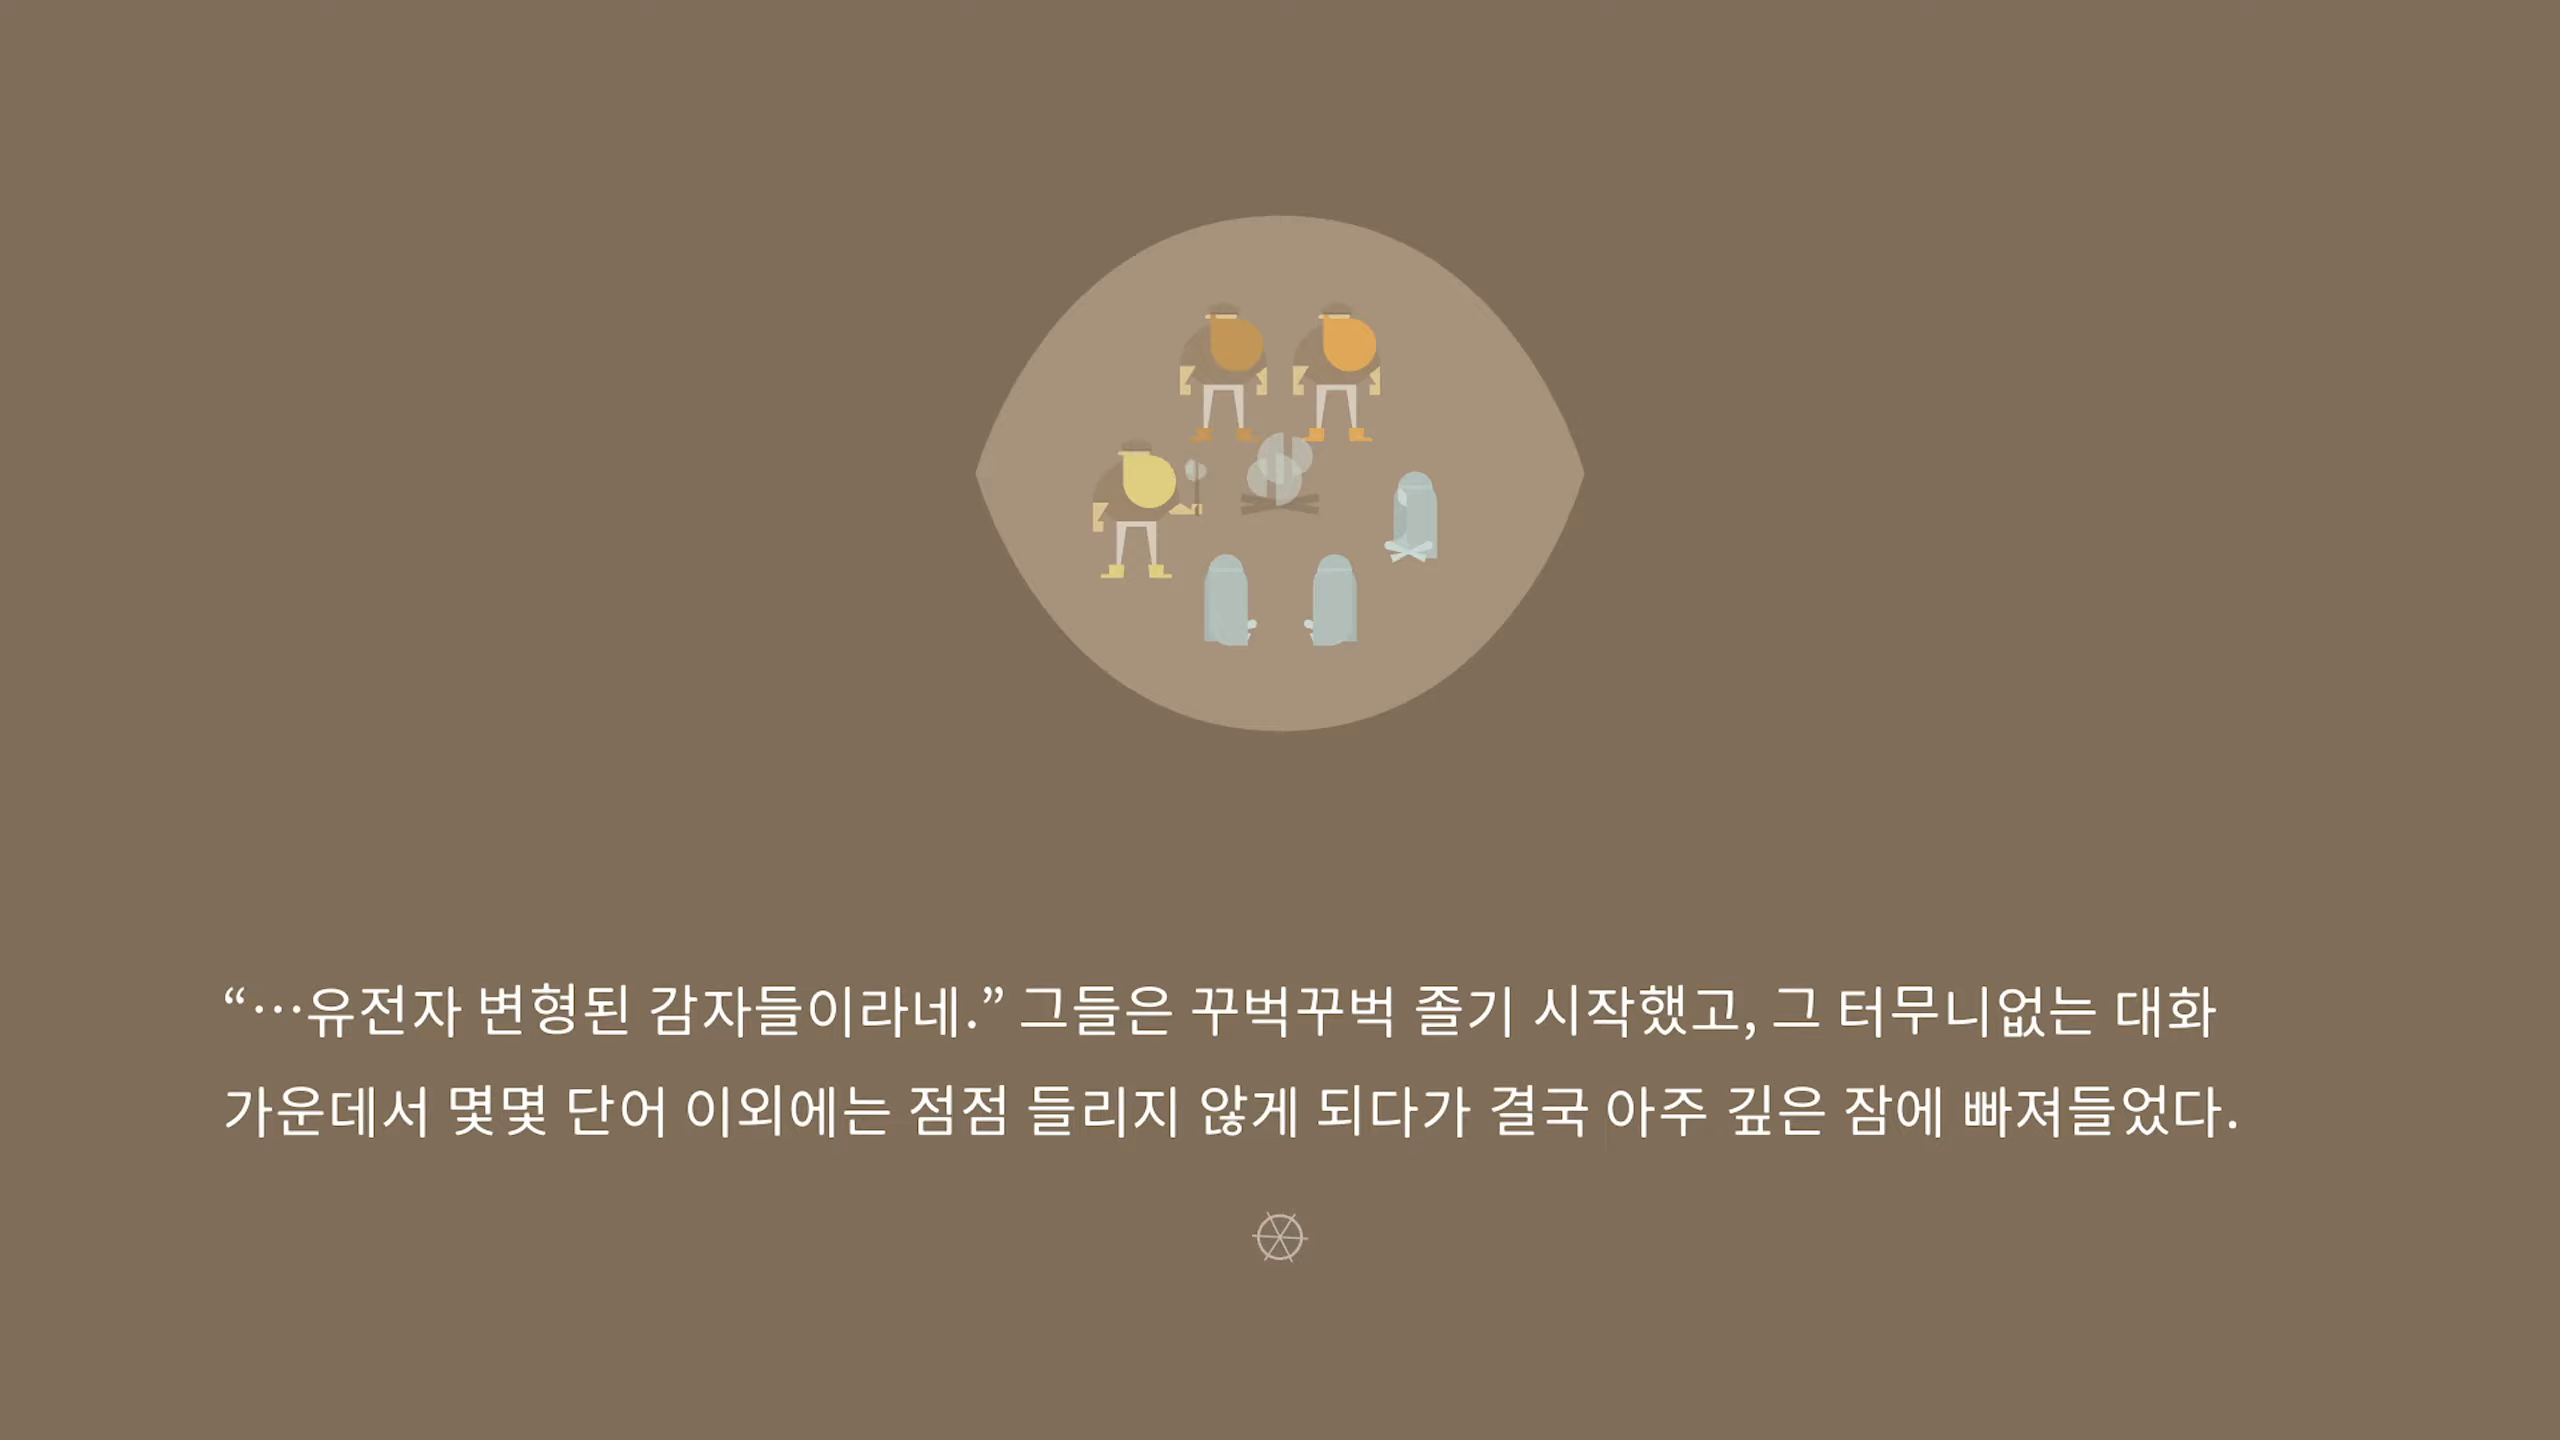 “…유전자 변형된 감자들이라네.” 그들은 꾸벅꾸벅 졸기 시작했고, 그 터무니없는 대화
가운데서 몇몇 단어 이외에는 점점 들리지 않게 되다가 결국 아주 깊은 잠에 빠져들었다.